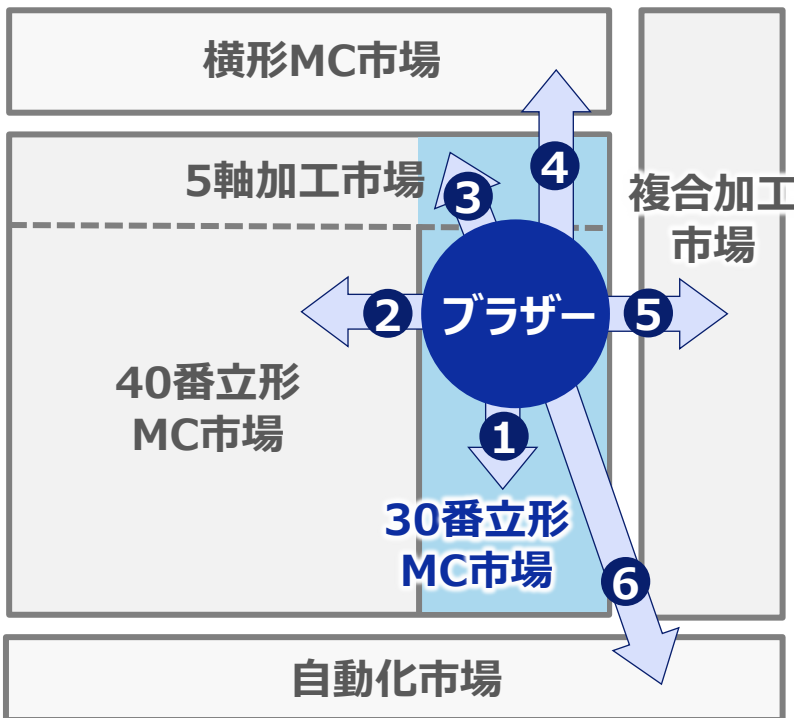 横形MC市場
5軸加工市場
複合加工
市場
4
3
ブラザー
2
5
40番立形
MC市場
1
30番立形
MC市場
6
自動化市場